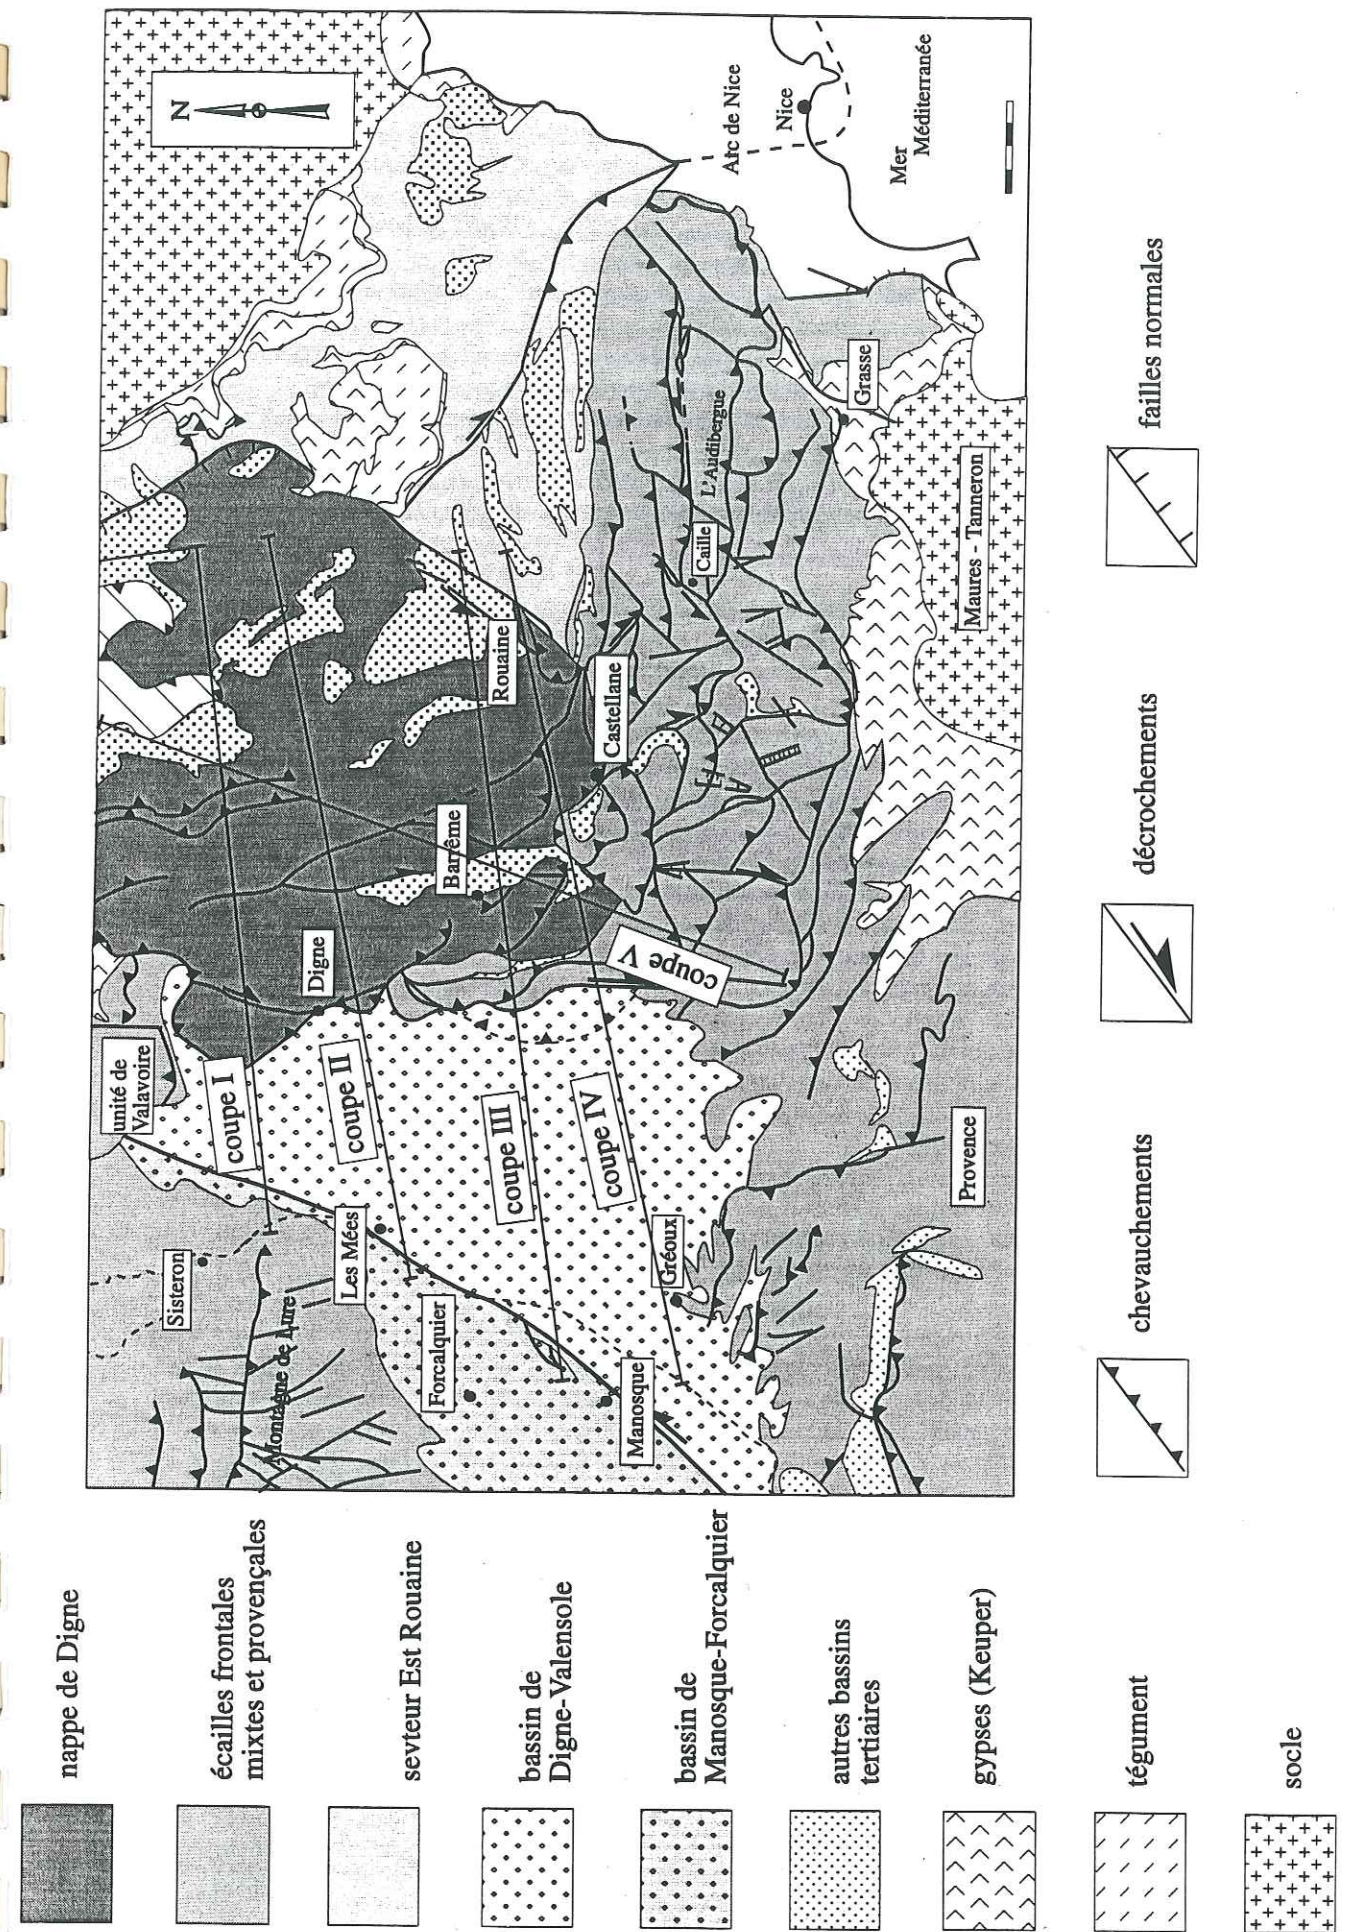 N
Arc de Nice
Nice
Mer
Méditerranée
Grasse
L'Audibergue
Caille
Maures - Tanneron
Rouaine
Castellane
Barrême
Digne
coupe V
unité de
Valavoire
coupe I
coupe II
coupe III
coupe IV
Provence
Sisteron
Les Mées
Gréoux
Montagne de Lure
Forcalquier
Manosque
nappe de Digne
écailles frontales
mixtes et provençales
sevteur Est Rouaine
bassin de
Digne-Valensole
bassin de
Manosque-Forcalquier
autres bassins
tertiaires
gypses (Keuper)
tégument
socle
chevauchements
décrochements
failles normales